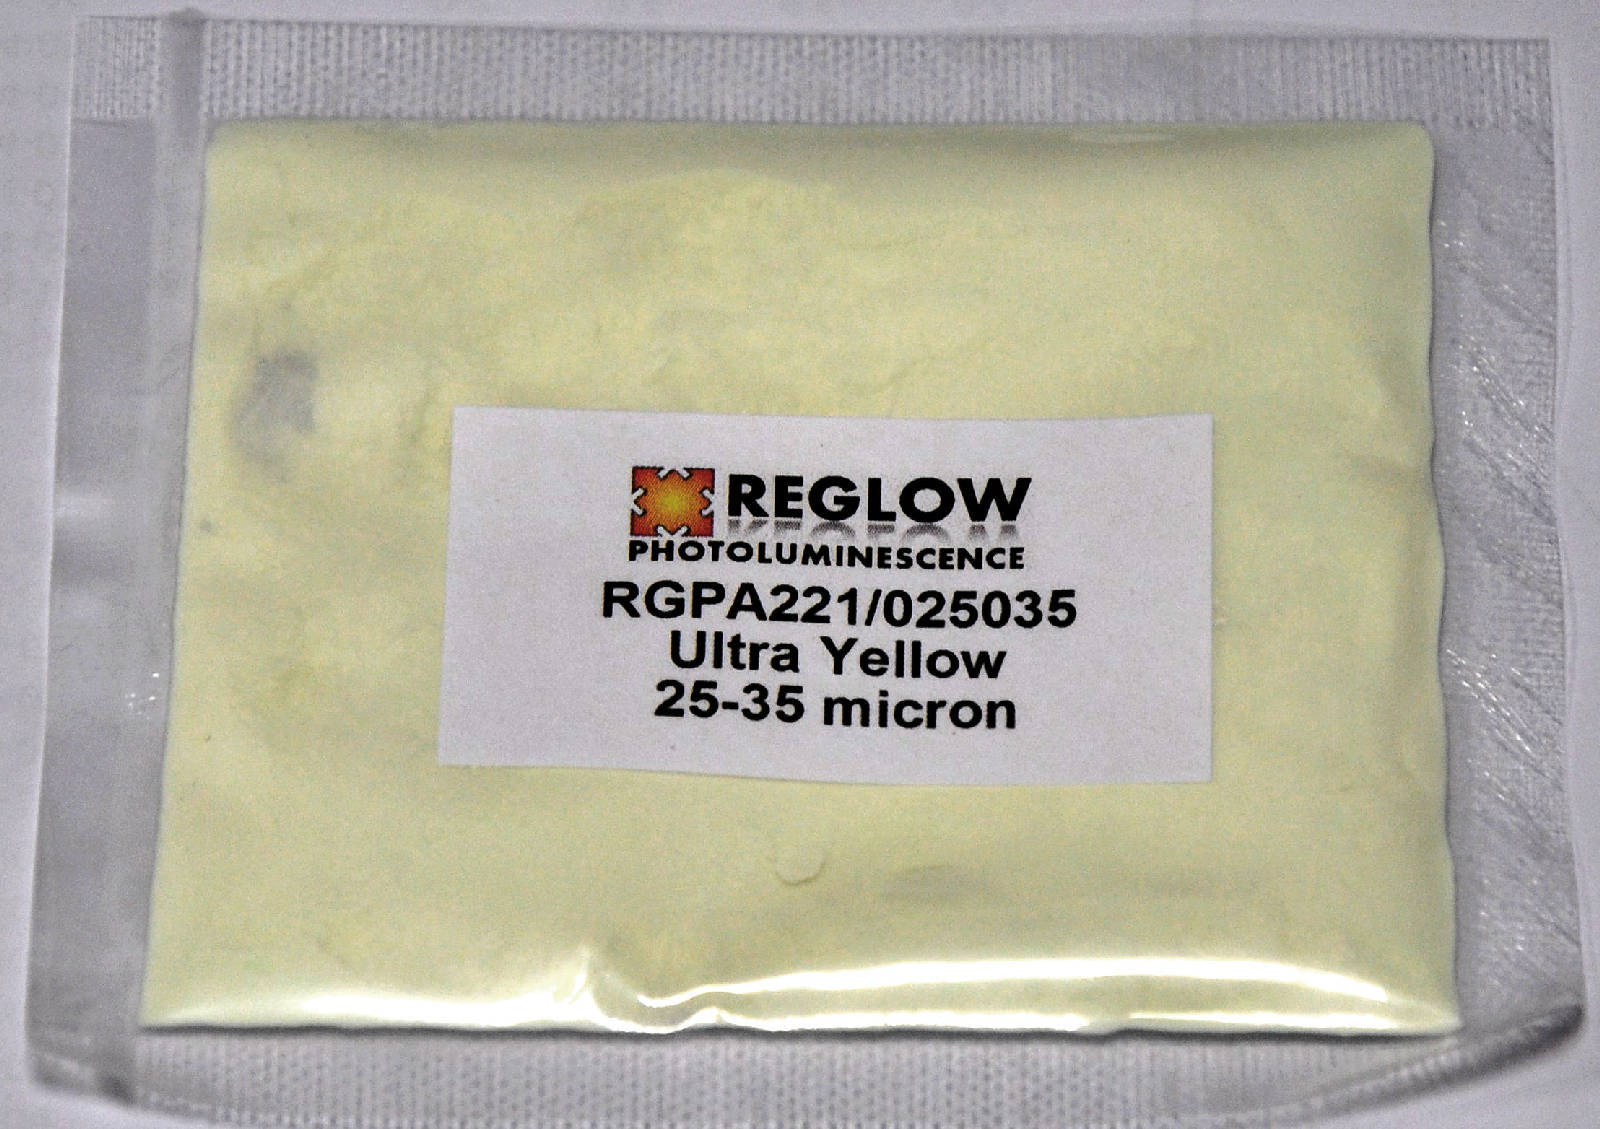 REGLOW
PHOTOLUMINESCENCE
RGPA221/025035
Ultra Yellow
25-35 micron